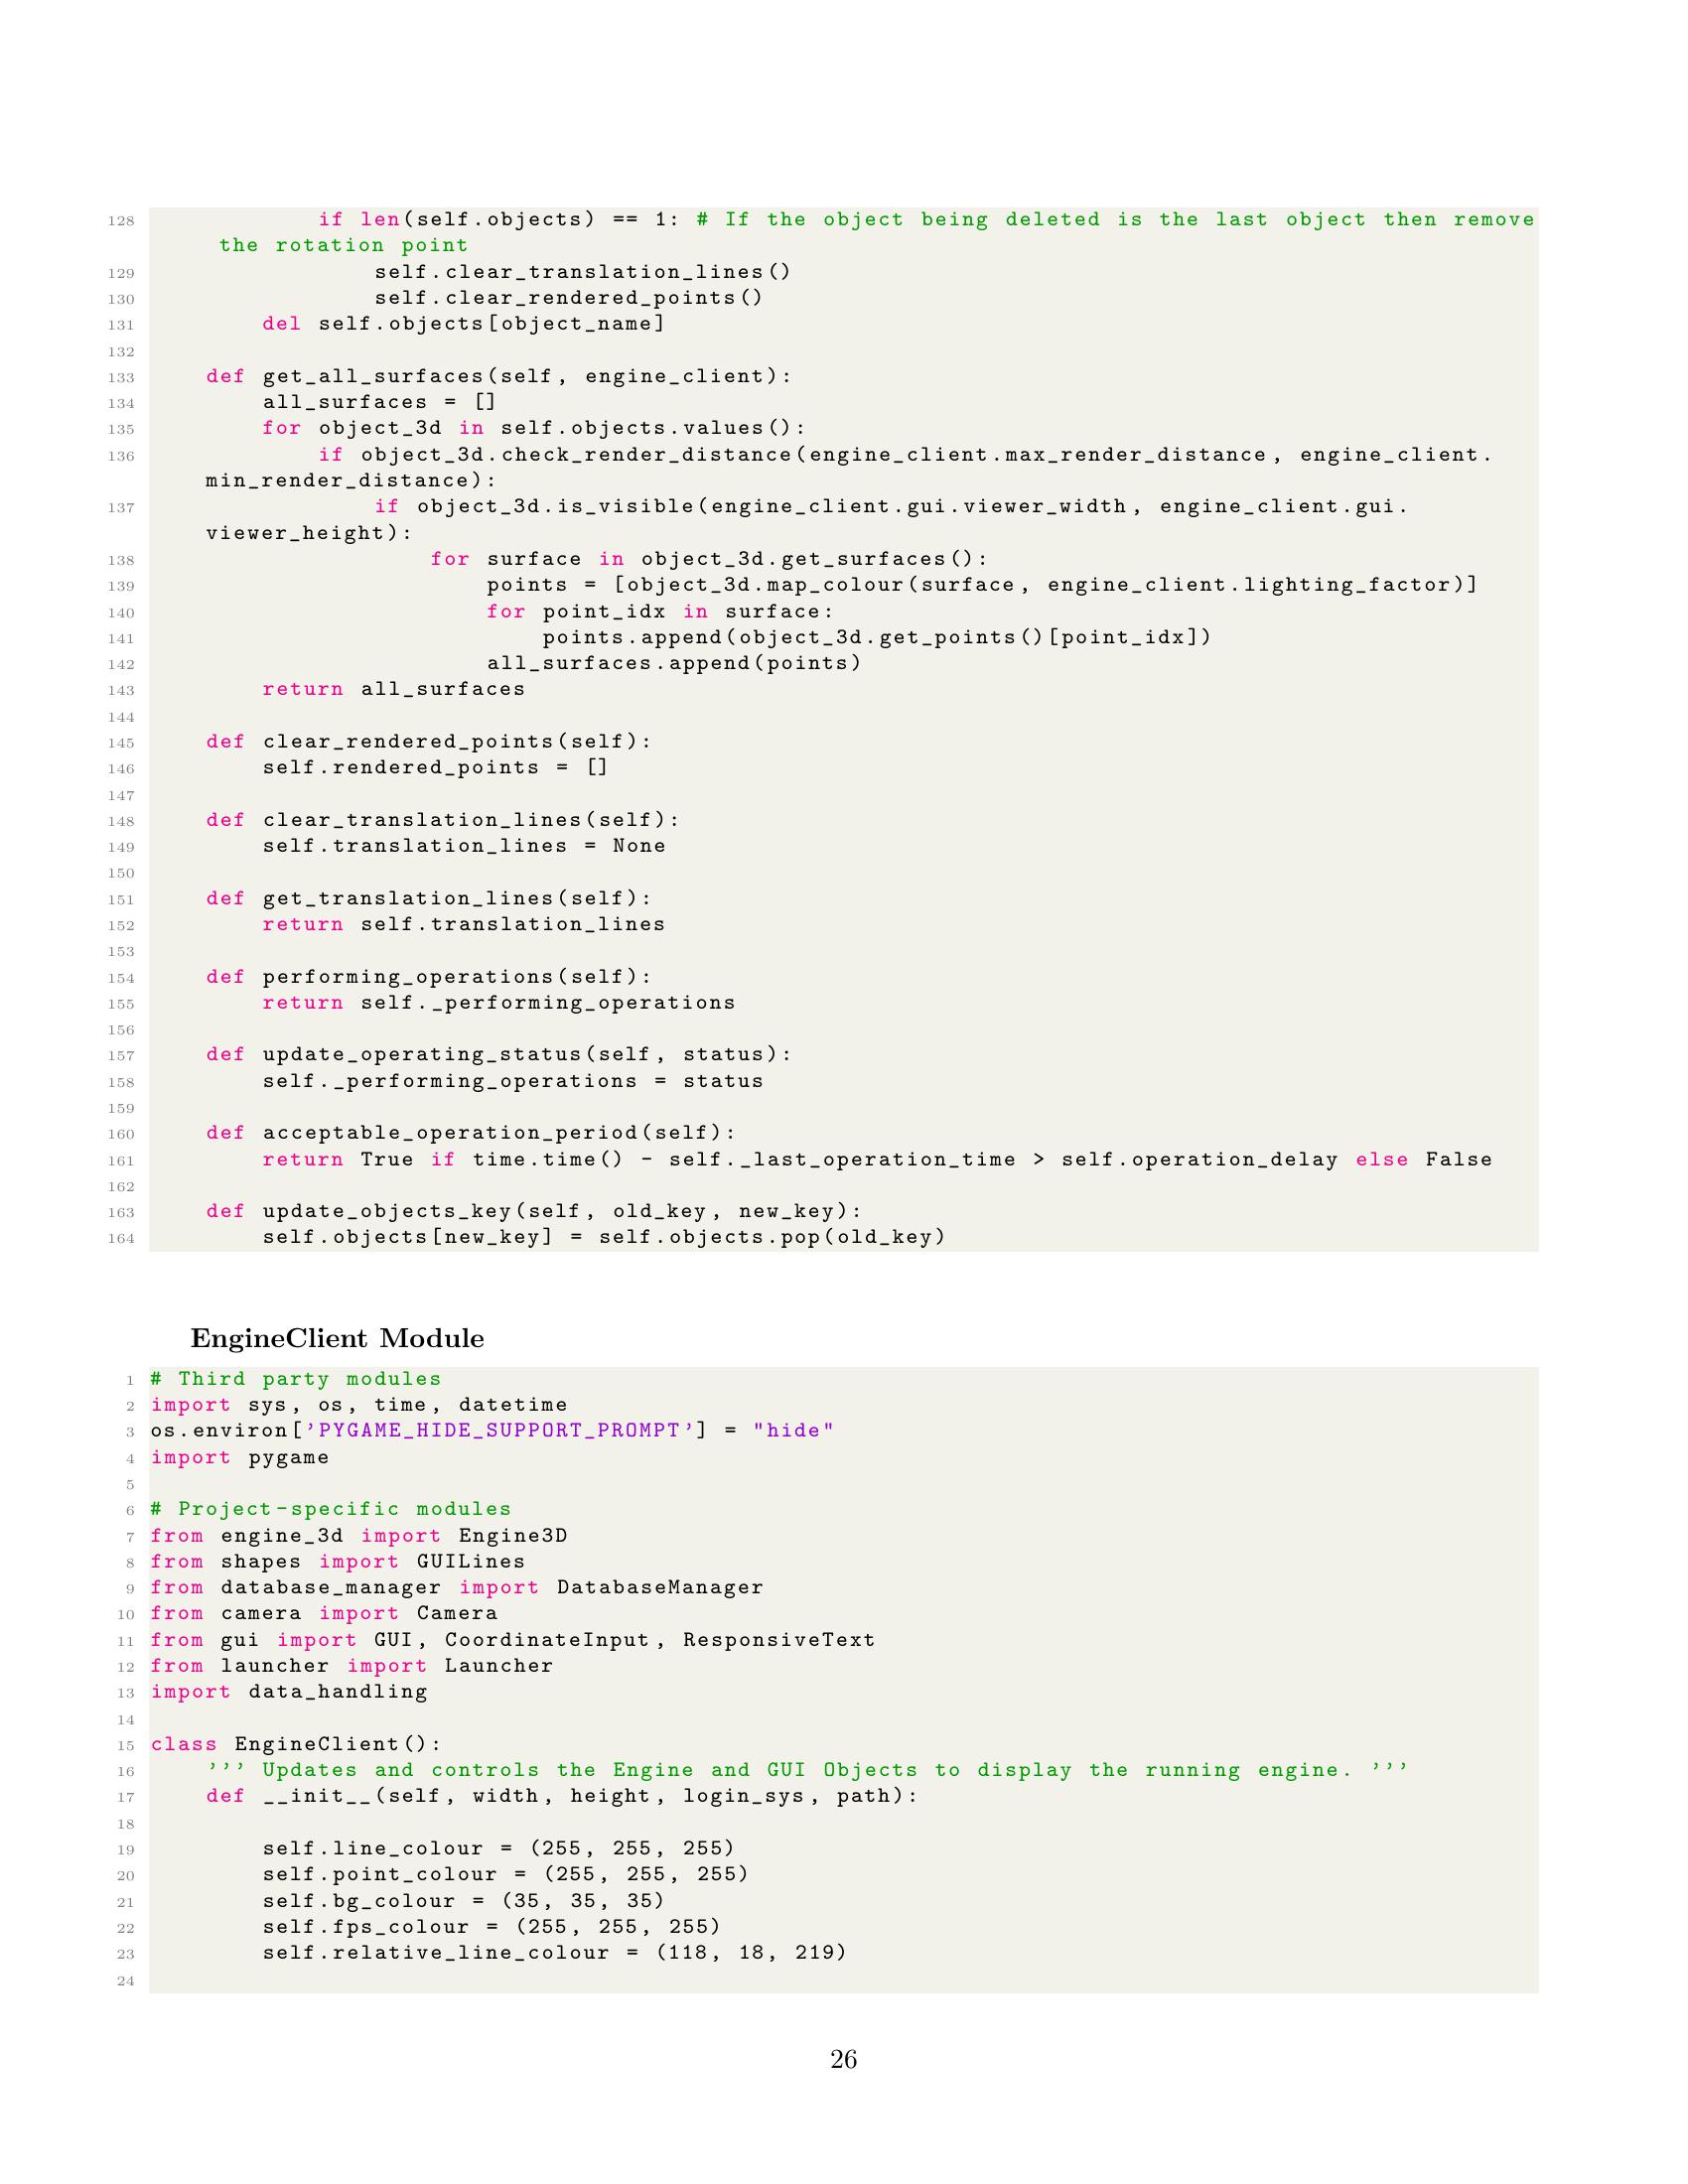 128             if len(self.objects) == 1: # If the object being deleted is the last object then remove
     the rotation point
129                 self.clear_translation_lines()
130                 self.clear_rendered_points()
131         del self.objects[object_name]
132
133     def get_all_surfaces(self, engine_client):
134         all_surfaces = []
135         for object_3d in self.objects.values():
136             if object_3d.check_render_distance(engine_client.max_render_distance, engine_client.
    min_render_distance):
137                 if object_3d.is_visible(engine_client.gui.viewer_width, engine_client.gui.
    viewer_height):
138                     for surface in object_3d.get_surfaces():
139                         points = [object_3d.map_colour(surface, engine_client.lighting_factor)]
140                         for point_idx in surface:
141                             points.append(object_3d.get_points()[point_idx])
142                         all_surfaces.append(points)
143         return all_surfaces
144
145     def clear_rendered_points(self):
146         self.rendered_points = []
147
148     def clear_translation_lines(self):
149         self.translation_lines = None
150
151     def get_translation_lines(self):
152         return self.translation_lines
153
154     def performing_operations(self):
155         return self._performing_operations
156
157     def update_operating_status(self, status):
158         self._performing_operations = status
159
160     def acceptable_operation_period(self):
161         return True if time.time() - self._last_operation_time > self.operation_delay else False
162
163     def update_objects_key(self, old_key, new_key):
164         self.objects[new_key] = self.objects.pop(old_key)
EngineClient Module
1 # Third party modules
2 import sys, os, time, datetime
3 os.environ['PYGAME_HIDE_SUPPORT_PROMPT'] = "hide"
4 import pygame
5
6 # Project-specific modules
7 from engine_3d import Engine3D
8 from shapes import GUILines
9 from database_manager import DatabaseManager
10 from camera import Camera
11 from gui import GUI, CoordinateInput, ResponsiveText
12 from launcher import Launcher
13 import data_handling
14
15 class EngineClient():
16     ''' Updates and controls the Engine and GUI Objects to display the running engine. '''
17     def __init__(self, width, height, login_sys, path):
18
19         self.line_colour = (255, 255, 255)
20         self.point_colour = (255, 255, 255)
21         self.bg_colour = (35, 35, 35)
22         self.fps_colour = (255, 255, 255)
23         self.relative_line_colour = (118, 18, 219)
24
26